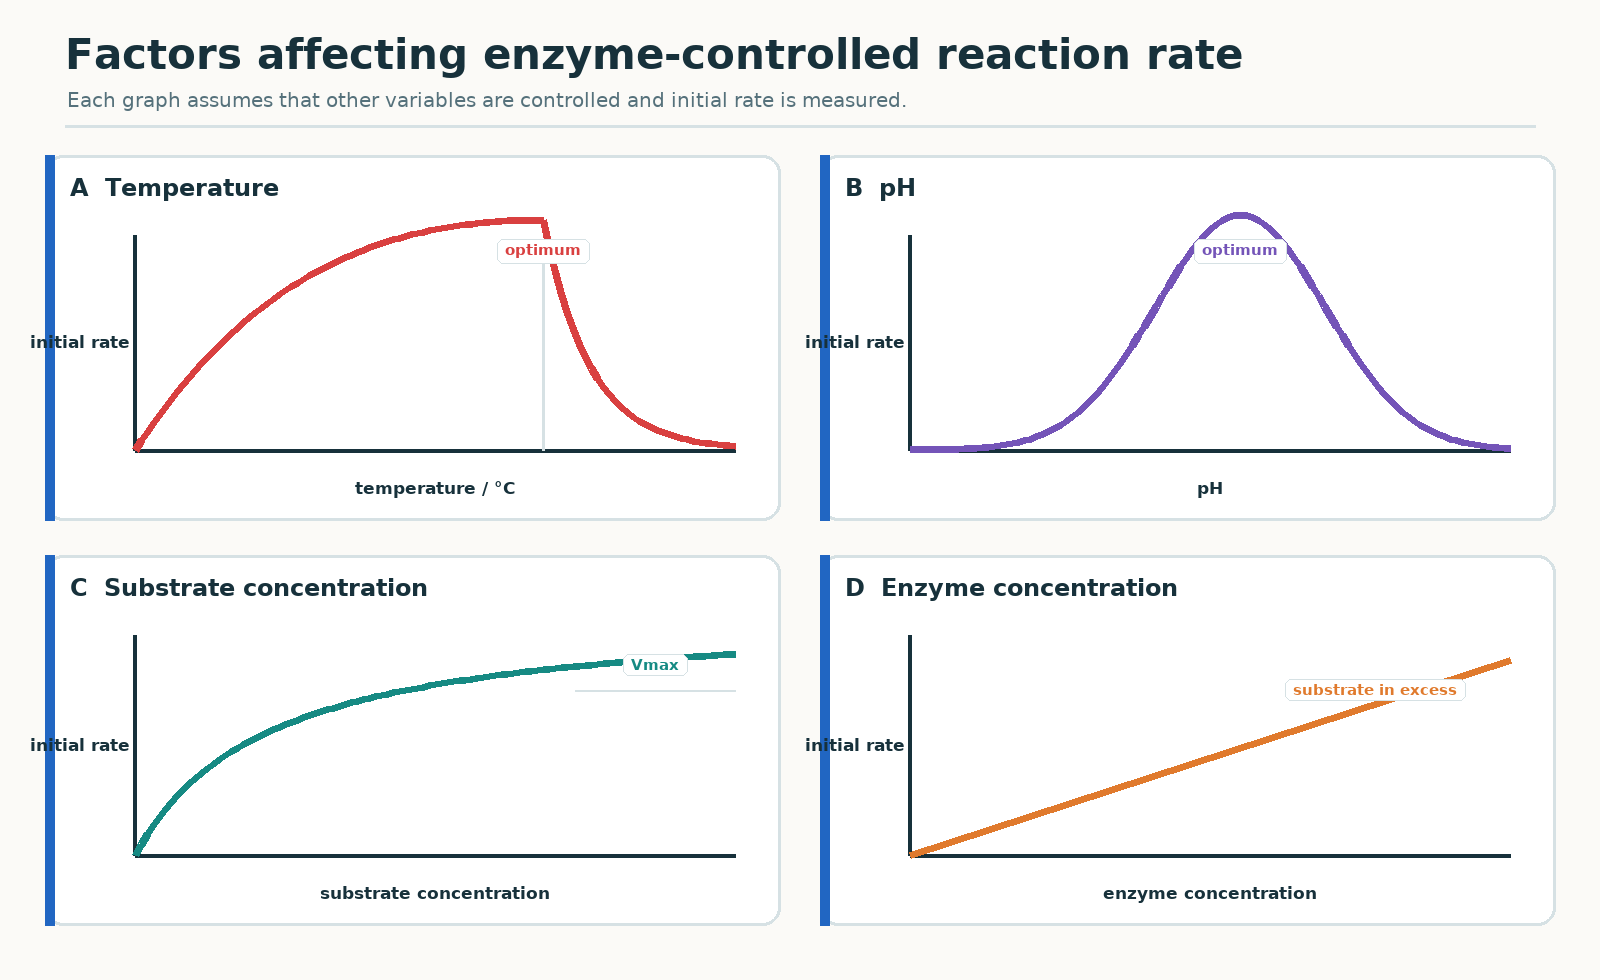 Factors affecting enzyme-controlled reaction rate
Each graph assumes that other variables are controlled and initial rate is measured.
A Temperature
optimum
initial rate
temperature / °C
B pH
optimum
initial rate
pH
C Substrate concentration
Vmax
initial rate
substrate concentration
D Enzyme concentration
substrate in excess
initial rate
enzyme concentration